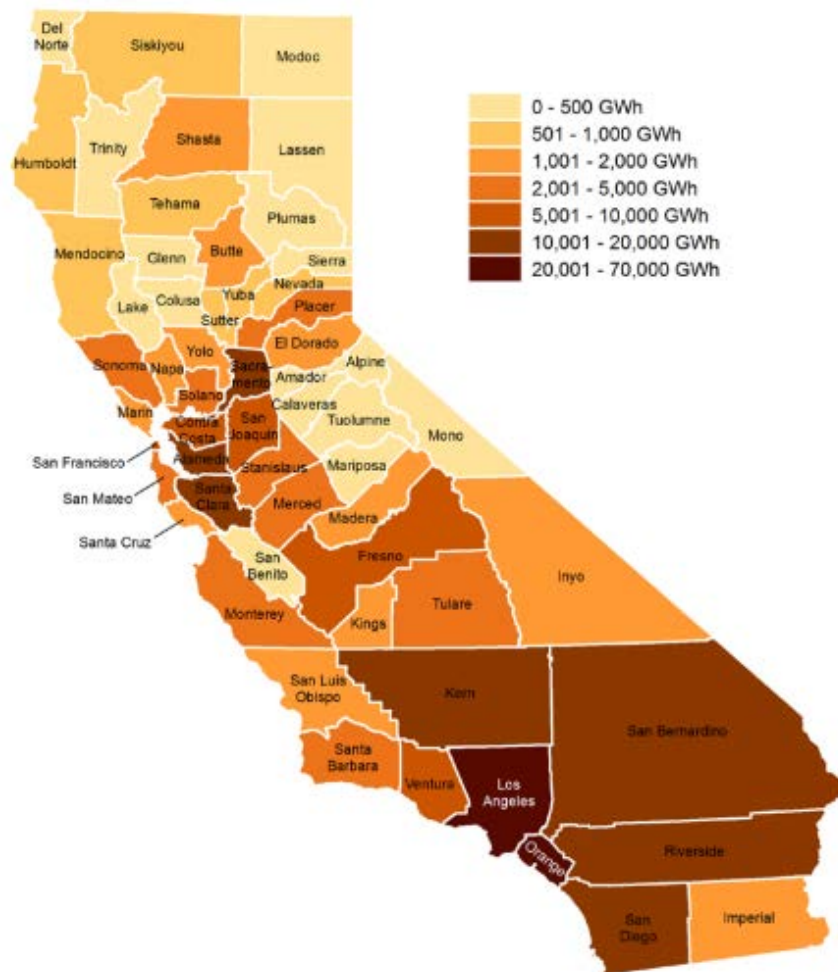 Del
Norte
Siskiyou
Modoc
0 - 500 GWh
501 - 1,000 GWh
1,001 - 2,000 GWh
2,001 - 5,000 GWh
5,001 - 10,000 GWh
10,001 - 20,000 GWh
20,001 - 70,000 GWh
Humboldt
Trinity
Shasta
Lassen
Tehama
Plumas
Mendocino
Glenn
Butte
Sierra
Lake
Colusa
Yuba
Nevada
Sutter
Placer
Sonoma
Napa
Yolo
El Dorado
Sacra-
mento
Alpine
Amador
Solano
Marin
Calaveras
Contra
Costa
San
Joaquin
Tuolumne
Mono
San Francisco
Alameda
Stanislaus
Mariposa
San Mateo
Santa
Clara
Merced
Madera
Santa Cruz
San
Benito
Fresno
Inyo
Monterey
Kings
Tulare
San Luis
Obispo
Kern
San Bernardino
Santa
Barbara
Ventura
Los
Angeles
Orange
Riverside
San
Diego
Imperial